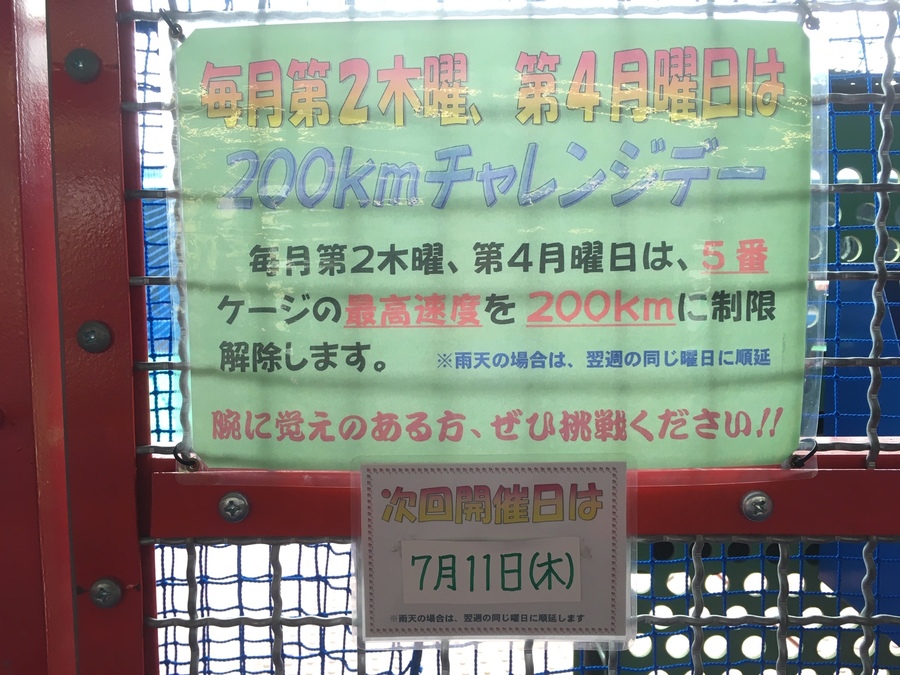 毎月第2木曜、第4月曜日は
200kmチャレンジデー
毎月第2木曜、第4月曜日は、5番
ケージの最高速度を200kmに制限
解除します。 ※雨天の場合は、翌週の同じ曜日に順延
腕に覚えのある方、ぜひ挑戦ください!!
次回開催日は
7月11日(木)
※雨天の場合は、翌週の同じ曜日に順延します